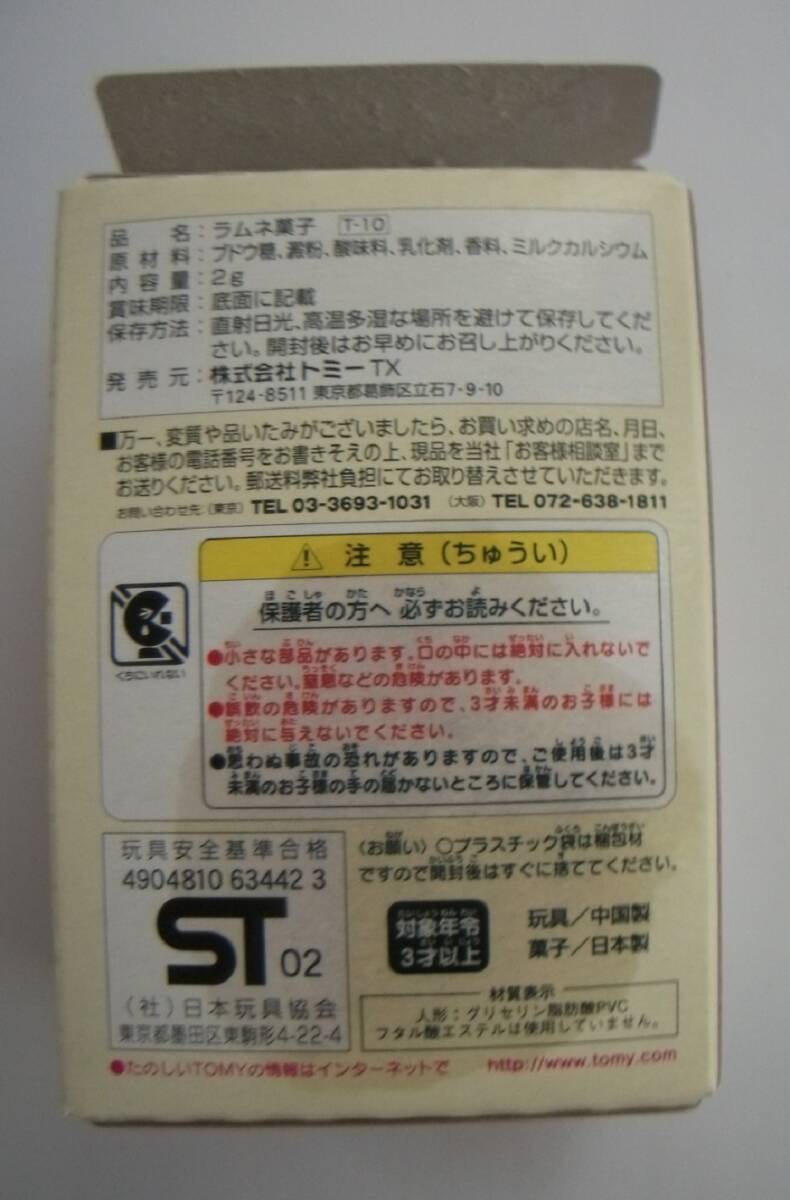 品名：ラムネ菓子 T-10
原材料：ブドウ糖、澱粉、酸味料、乳化剤、香料、ミルクカルシウム
内容量：2g
賞味期限：底面に記載
保存方法：直射日光、高温多湿な場所を避けて保存してくだ
さい。開封後はお早めにお召し上がりください。
発売元：株式会社トミーTX
〒124-8511 東京都葛飾区立石7-9-10
■万一、変質や品いたみがございましたら、お買い求めの店名、月日、
お客様の電話番号をお書きそえの上、現品を当社「お客様相談室」まで
お送りください。郵送料弊社負担にてお取り替えさせていただきます。
お問い合わせ先：（東京） TEL 03-3693-1031 （大阪） TEL 072-638-1811
注意（ちゅうい）
保護者の方へ 必ずお読みください。
くちにいれない
●小さな部品があります。口の中には絶対に入れないで
ください。窒息などの危険があります。
●誤飲の危険がありますので、3才未満のお子様には
絶対に与えないでください。
●思わぬ事故の恐れがありますので、ご使用後は3才
未満のお子様の手の届かないところに保管してください。
玩具安全基準合格
4904810 63442 3
ST 02
（社）日本玩具協会
東京都墨田区東駒形4-22-4
〈お願い〉○プラスチック袋は梱包材
ですので開封後はすぐに捨ててください。
対象年令
3才以上
玩具／中国製
菓子／日本製
材質表示
人形：グリセリン脂肪酸PVC
フタル酸エステルは使用していません。
●たのしいTOMYの情報はインターネットで http://www.tomy.com